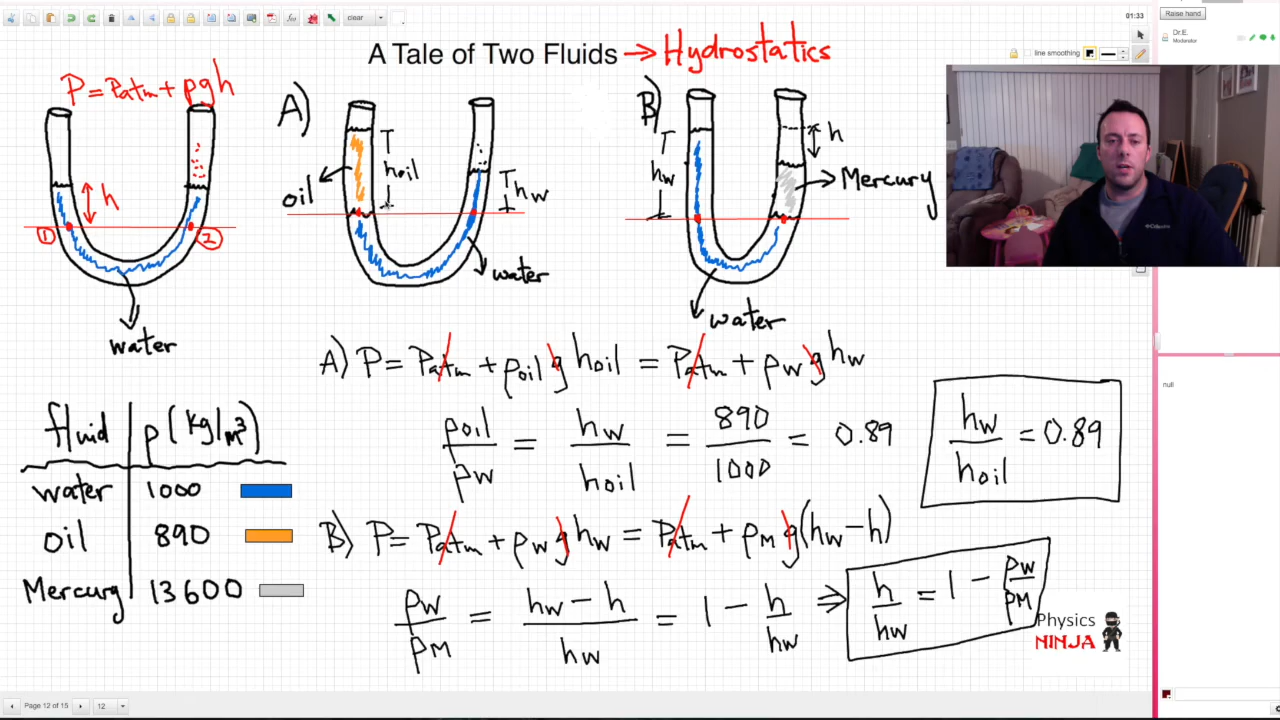 clear
01:33
Raise hand
Dr.E.
Moderator
line smoothing
A Tale of Two Fluids → Hydrostatics
P = Patm + ρgh
h
①
②
water
A)
oil
hoil
hw
water
B)
hw
h
Mercury
water
A) P = Patm + ρoil g hoil = Patm + ρw g hw
ρoil/ρw = hw/hoil = 890/1000 = 0.89
hw/hoil = 0.89
fluid ρ (kg/m³)
water 1000
oil 890
Mercury 13600
B) P = Patm + ρw g hw = Patm + ρM g (hw - h)
ρw/ρM = (hw - h)/hw = 1 - h/hw ⇒ h/hw = 1 - ρw/ρM
Physics
NINJA
null
Page 12 of 15
12